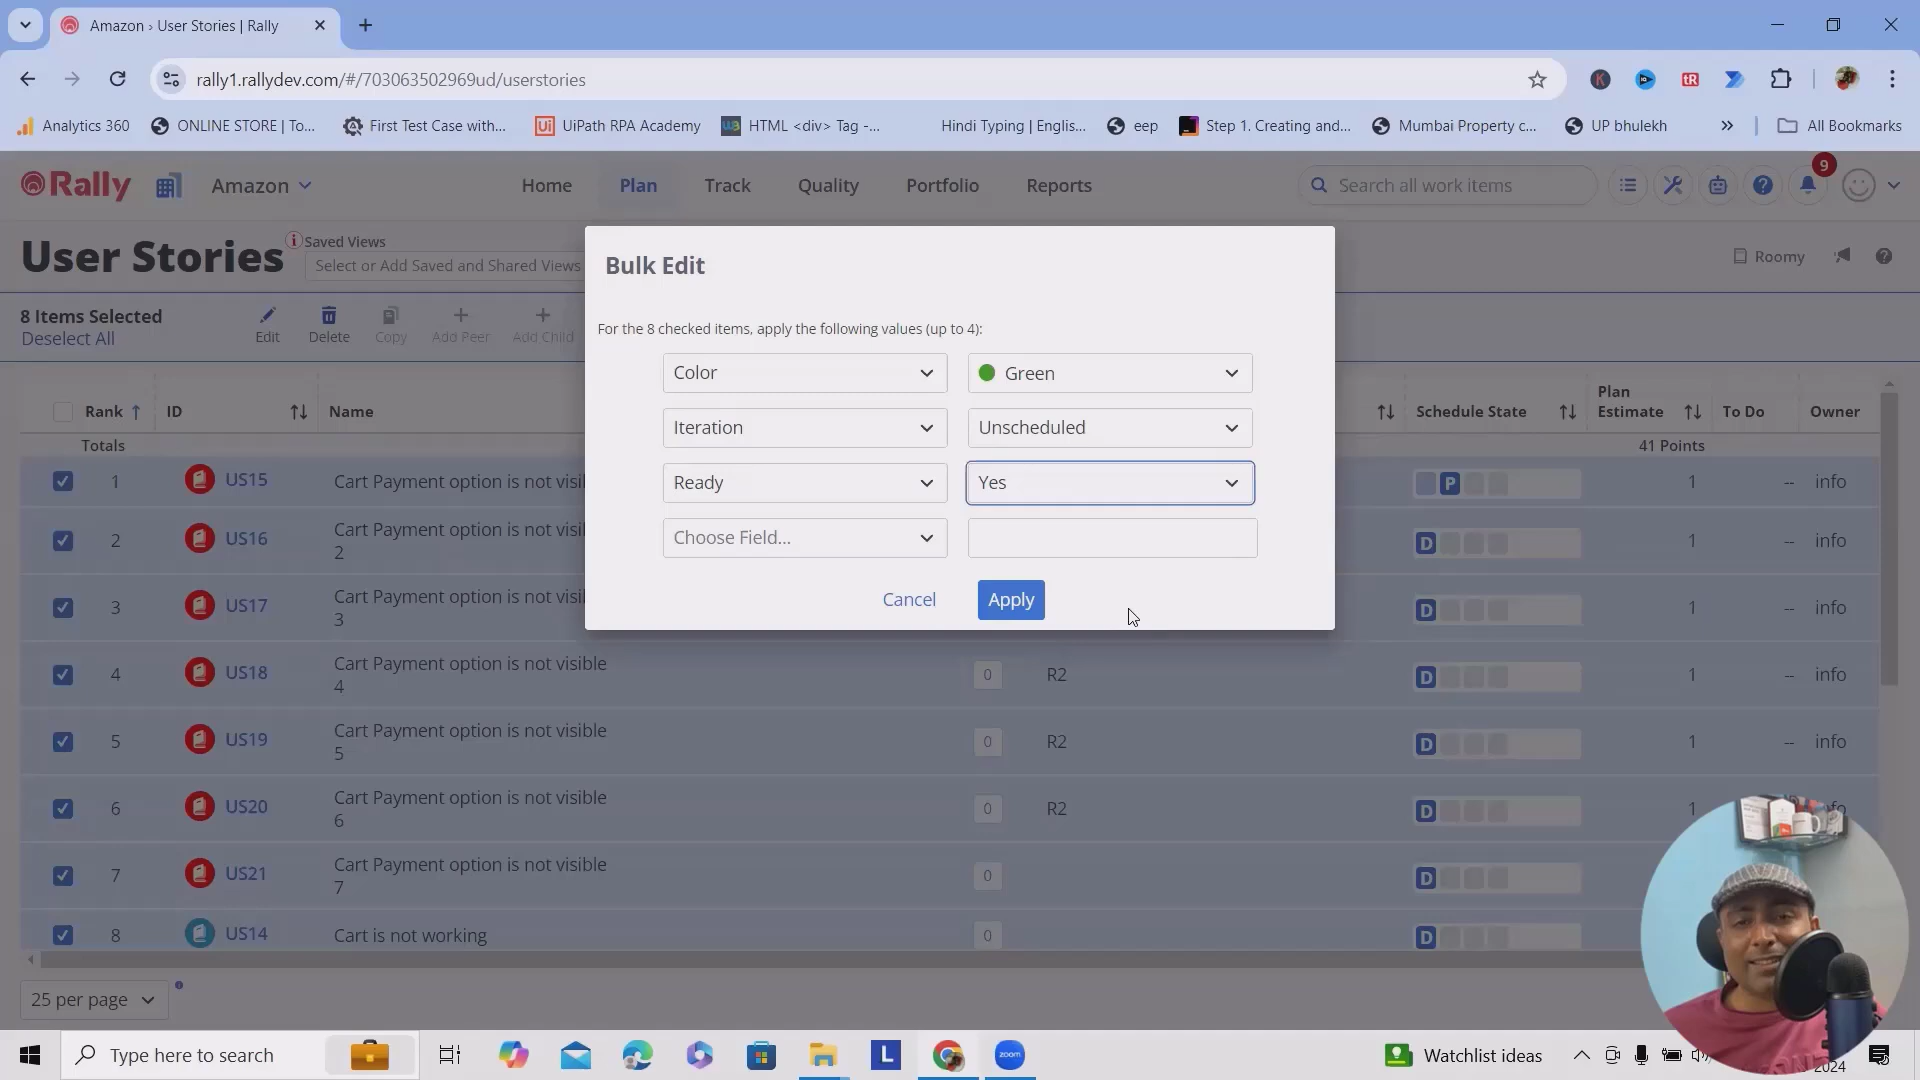 Amazon › User Stories | Rally
rally1.rallydev.com/#/703063502969ud/userstories
Analytics 360
ONLINE STORE | To...
First Test Case with...
UiPath RPA Academy
HTML <div> Tag -...
Hindi Typing | Englis...
eep
Step 1. Creating and...
Mumbai Property c...
UP bhulekh
All Bookmarks
Rally
Amazon
Home
Plan
Track
Quality
Portfolio
Reports
Search all work items
9
User Stories
Saved Views
Select or Add Saved and Shared Views
Roomy
8 Items Selected
Deselect All
Edit
Delete
Copy
Add Peer
Add Child
Bulk Edit
For the 8 checked items, apply the following values (up to 4):
Color
Green
Iteration
Unscheduled
Ready
Yes
Choose Field...
Cancel
Apply
Rank
ID
Name
Schedule State
Plan
Estimate
To Do
Owner
Totals
41 Points
1 US15 Cart Payment option is not visi P 1 -- info
2 US16 Cart Payment option is not visi
2 D 1 -- info
3 US17 Cart Payment option is not visi
3 D 1 -- info
4 US18 Cart Payment option is not visible
4 0 R2 D 1 -- info
5 US19 Cart Payment option is not visible
5 0 R2 D 1 -- info
6 US20 Cart Payment option is not visible
6 0 R2 D 1
7 US21 Cart Payment option is not visible
7 0 D
8 US14 Cart is not working 0 D
25 per page
Type here to search
L
zoom
Watchlist ideas
2024